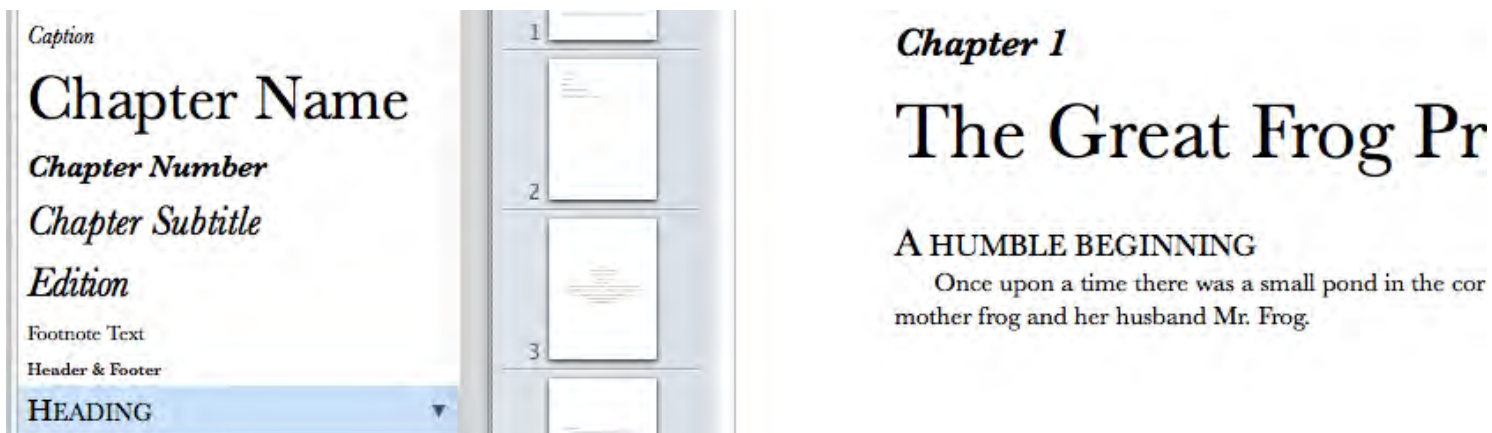 Caption
Chapter Name
Chapter Number
Chapter Subtitle
Edition
Footnote Text
Header & Footer
HEADING
1
2
3
Chapter 1
The Great Frog Pr
A HUMBLE BEGINNING
Once upon a time there was a small pond in the cor
mother frog and her husband Mr. Frog.